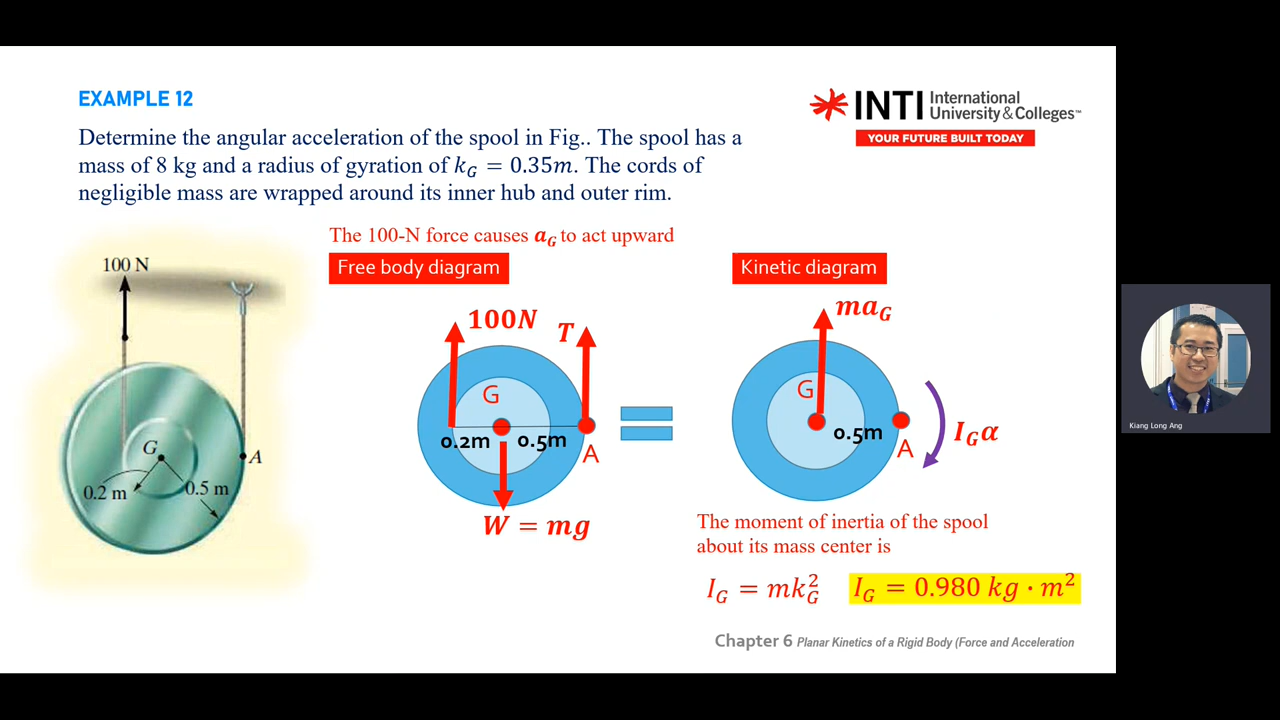 EXAMPLE 12
INTI International University & Colleges™
YOUR FUTURE BUILT TODAY
Determine the angular acceleration of the spool in Fig.. The spool has a
mass of 8 kg and a radius of gyration of k_G = 0.35m. The cords of
negligible mass are wrapped around its inner hub and outer rim.
The 100-N force causes a_G to act upward
Free body diagram
Kinetic diagram
100 N
G
A
0.2 m
0.5 m
100N
T
G
0.2m
0.5m
A
W = mg
ma_G
G
0.5m
A
I_Gα
The moment of inertia of the spool
about its mass center is
I_G = mk_G²
I_G = 0.980 kg · m²
Chapter 6 Planar Kinetics of a Rigid Body (Force and Acceleration
Kiang Long Ang